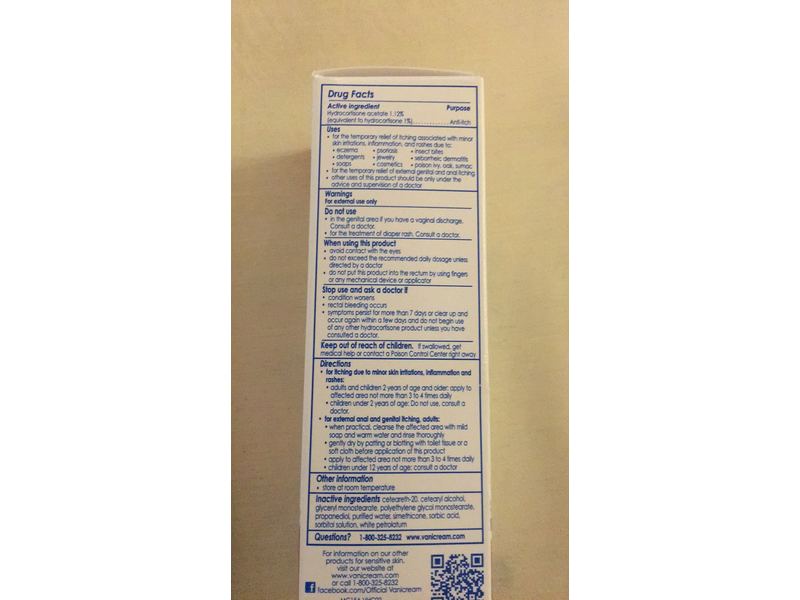 Drug Facts
Active ingredient Purpose
Hydrocortisone acetate 1.12%
(equivalent to hydrocortisone 1%)..............Anti-itch
Uses
• for the temporary relief of itching associated with minor
skin irritations, inflammation, and rashes due to:
• eczema • psoriasis • insect bites
• detergents • jewelry • seborrheic dermatitis
• soaps • cosmetics • poison ivy, oak, sumac
• for the temporary relief of external genital and anal itching
• other uses of this product should be only under the
advice and supervision of a doctor
Warnings
For external use only
Do not use
• in the genital area if you have a vaginal discharge.
Consult a doctor.
• for the treatment of diaper rash. Consult a doctor.
When using this product
• avoid contact with the eyes
• do not exceed the recommended daily dosage unless
directed by a doctor
• do not put this product into the rectum by using fingers
or any mechanical device or applicator
Stop use and ask a doctor if
• condition worsens
• rectal bleeding occurs
• symptoms persist for more than 7 days or clear up and
occur again within a few days and do not begin use
of any other hydrocortisone product unless you have
consulted a doctor.
Keep out of reach of children. If swallowed, get
medical help or contact a Poison Control Center right away
Directions
• for itching due to minor skin irritations, inflammation and
rashes:
• adults and children 2 years of age and older: apply to
affected area not more than 3 to 4 times daily
• children under 2 years of age: Do not use, consult a
doctor.
• for external anal and genital itching, adults:
• when practical, cleanse the affected area with mild
soap and warm water and rinse thoroughly
• gently dry by patting or blotting with toilet tissue or a
soft cloth before application of this product
• apply to affected area not more than 3 to 4 times daily
• children under 12 years of age: consult a doctor
Other information
• store at room temperature
Inactive ingredients ceteareth-20, cetearyl alcohol,
glyceryl monostearate, polyethylene glycol monostearate,
propanediol, purified water, simethicone, sorbic acid,
sorbitol solution, white petrolatum
Questions? 1-800-325-8232 www.vanicream.com
For information on our other
products for sensitive skin,
visit our website at
www.vanicream.com
or call 1-800-325-8232
f facebook.com/Official Vanicream